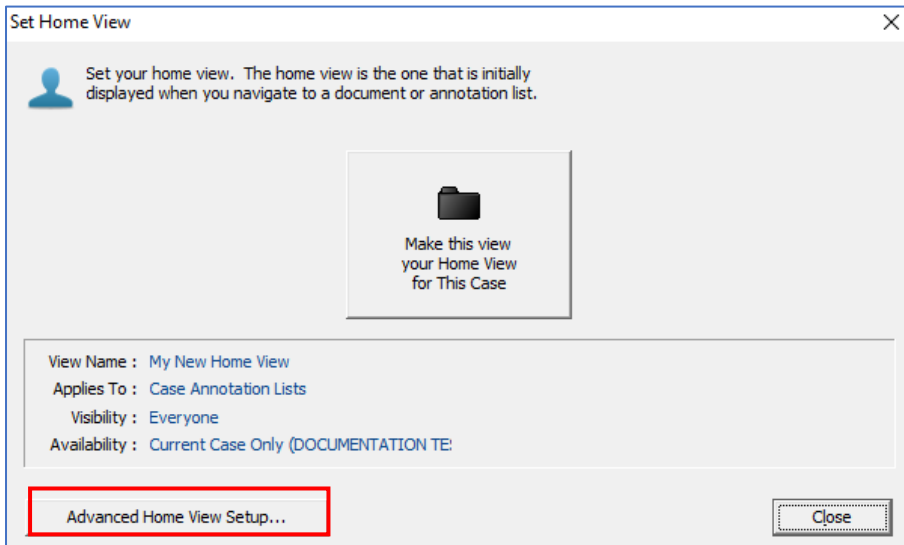 Set Home View
Set your home view. The home view is the one that is initially
displayed when you navigate to a document or annotation list.
Make this view
your Home View
for This Case
View Name : My New Home View
Applies To : Case Annotation Lists
Visibility : Everyone
Availability : Current Case Only (DOCUMENTATION TE:
Advanced Home View Setup...
Close